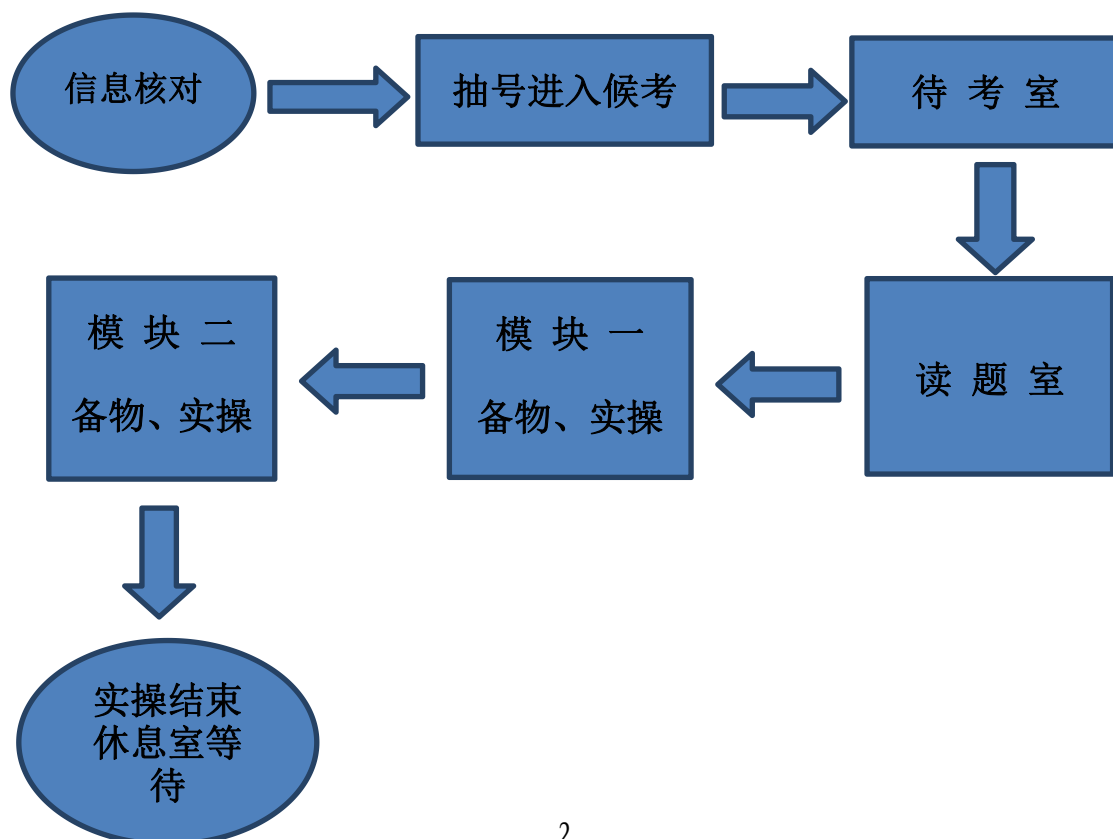 信息核对
抽号进入候考
待 考 室
读 题 室
模 块 一
备物、实操
模 块 二
备物、实操
实操结束
休息室等
待
2